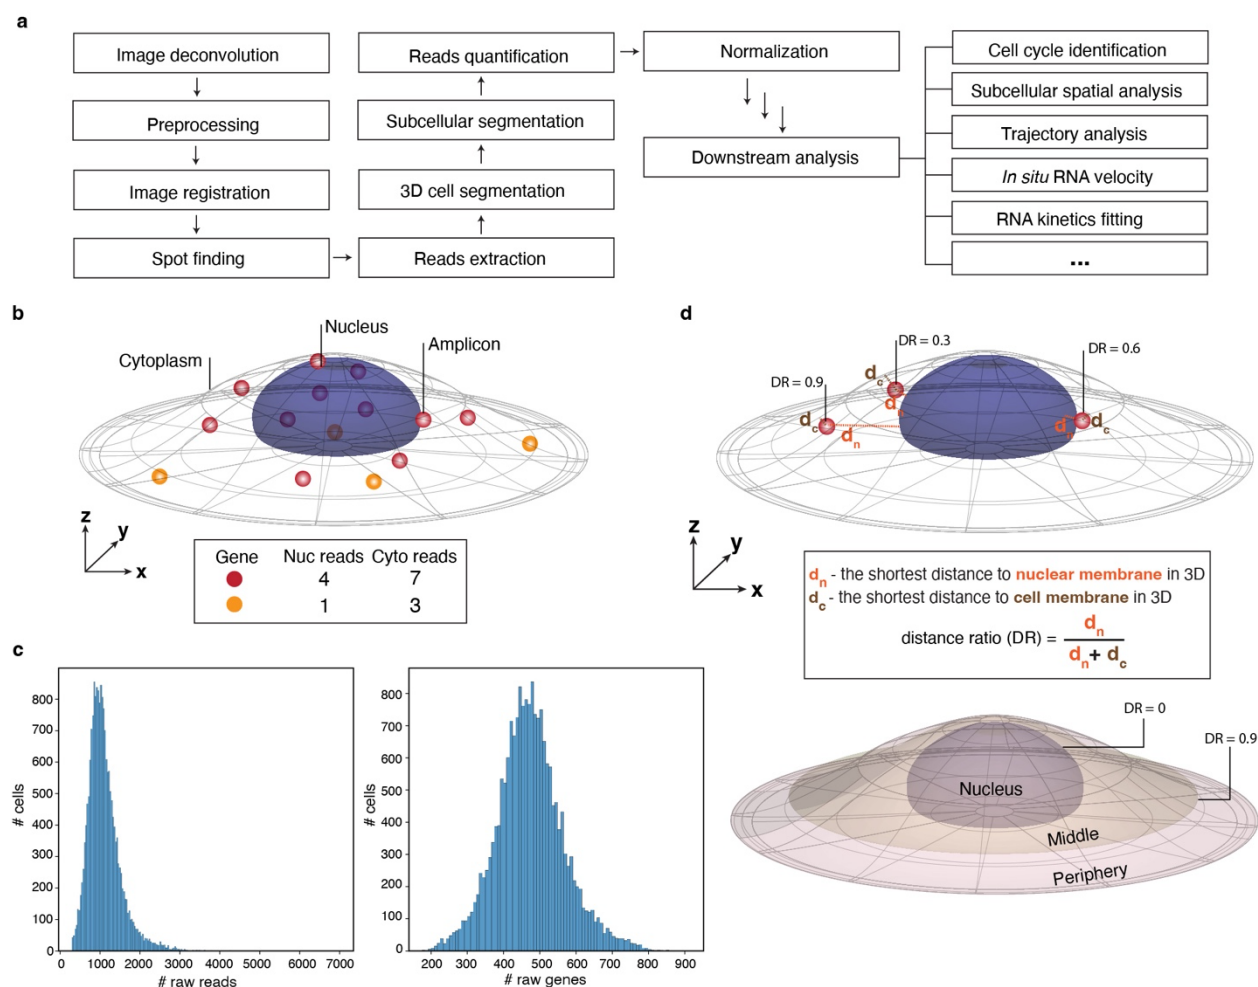 a
Image deconvolution
Preprocessing
Image registration
Spot finding
Reads quantification
Subcellular segmentation
3D cell segmentation
Reads extraction
Normalization
Downstream analysis
Cell cycle identification
Subcellular spatial analysis
Trajectory analysis
In situ RNA velocity
RNA kinetics fitting
...
b
Nucleus
Cytoplasm
Amplicon
z
y
x
Gene Nuc reads Cyto reads
4 7
1 3
c
# cells
800
700
600
500
400
300
200
100
0
0 1000 2000 3000 4000 5000 6000 7000
# raw reads
# cells
800
700
600
500
400
300
200
100
0
200 300 400 500 600 700 800 900
# raw genes
d
DR = 0.3
DR = 0.6
DR = 0.9
dc
dn
dc
dn
dn
dc
z
y
x
dn - the shortest distance to nuclear membrane in 3D
dc - the shortest distance to cell membrane in 3D
distance ratio (DR) = dn
dn + dc
DR = 0
DR = 0.9
Nucleus
Middle
Periphery